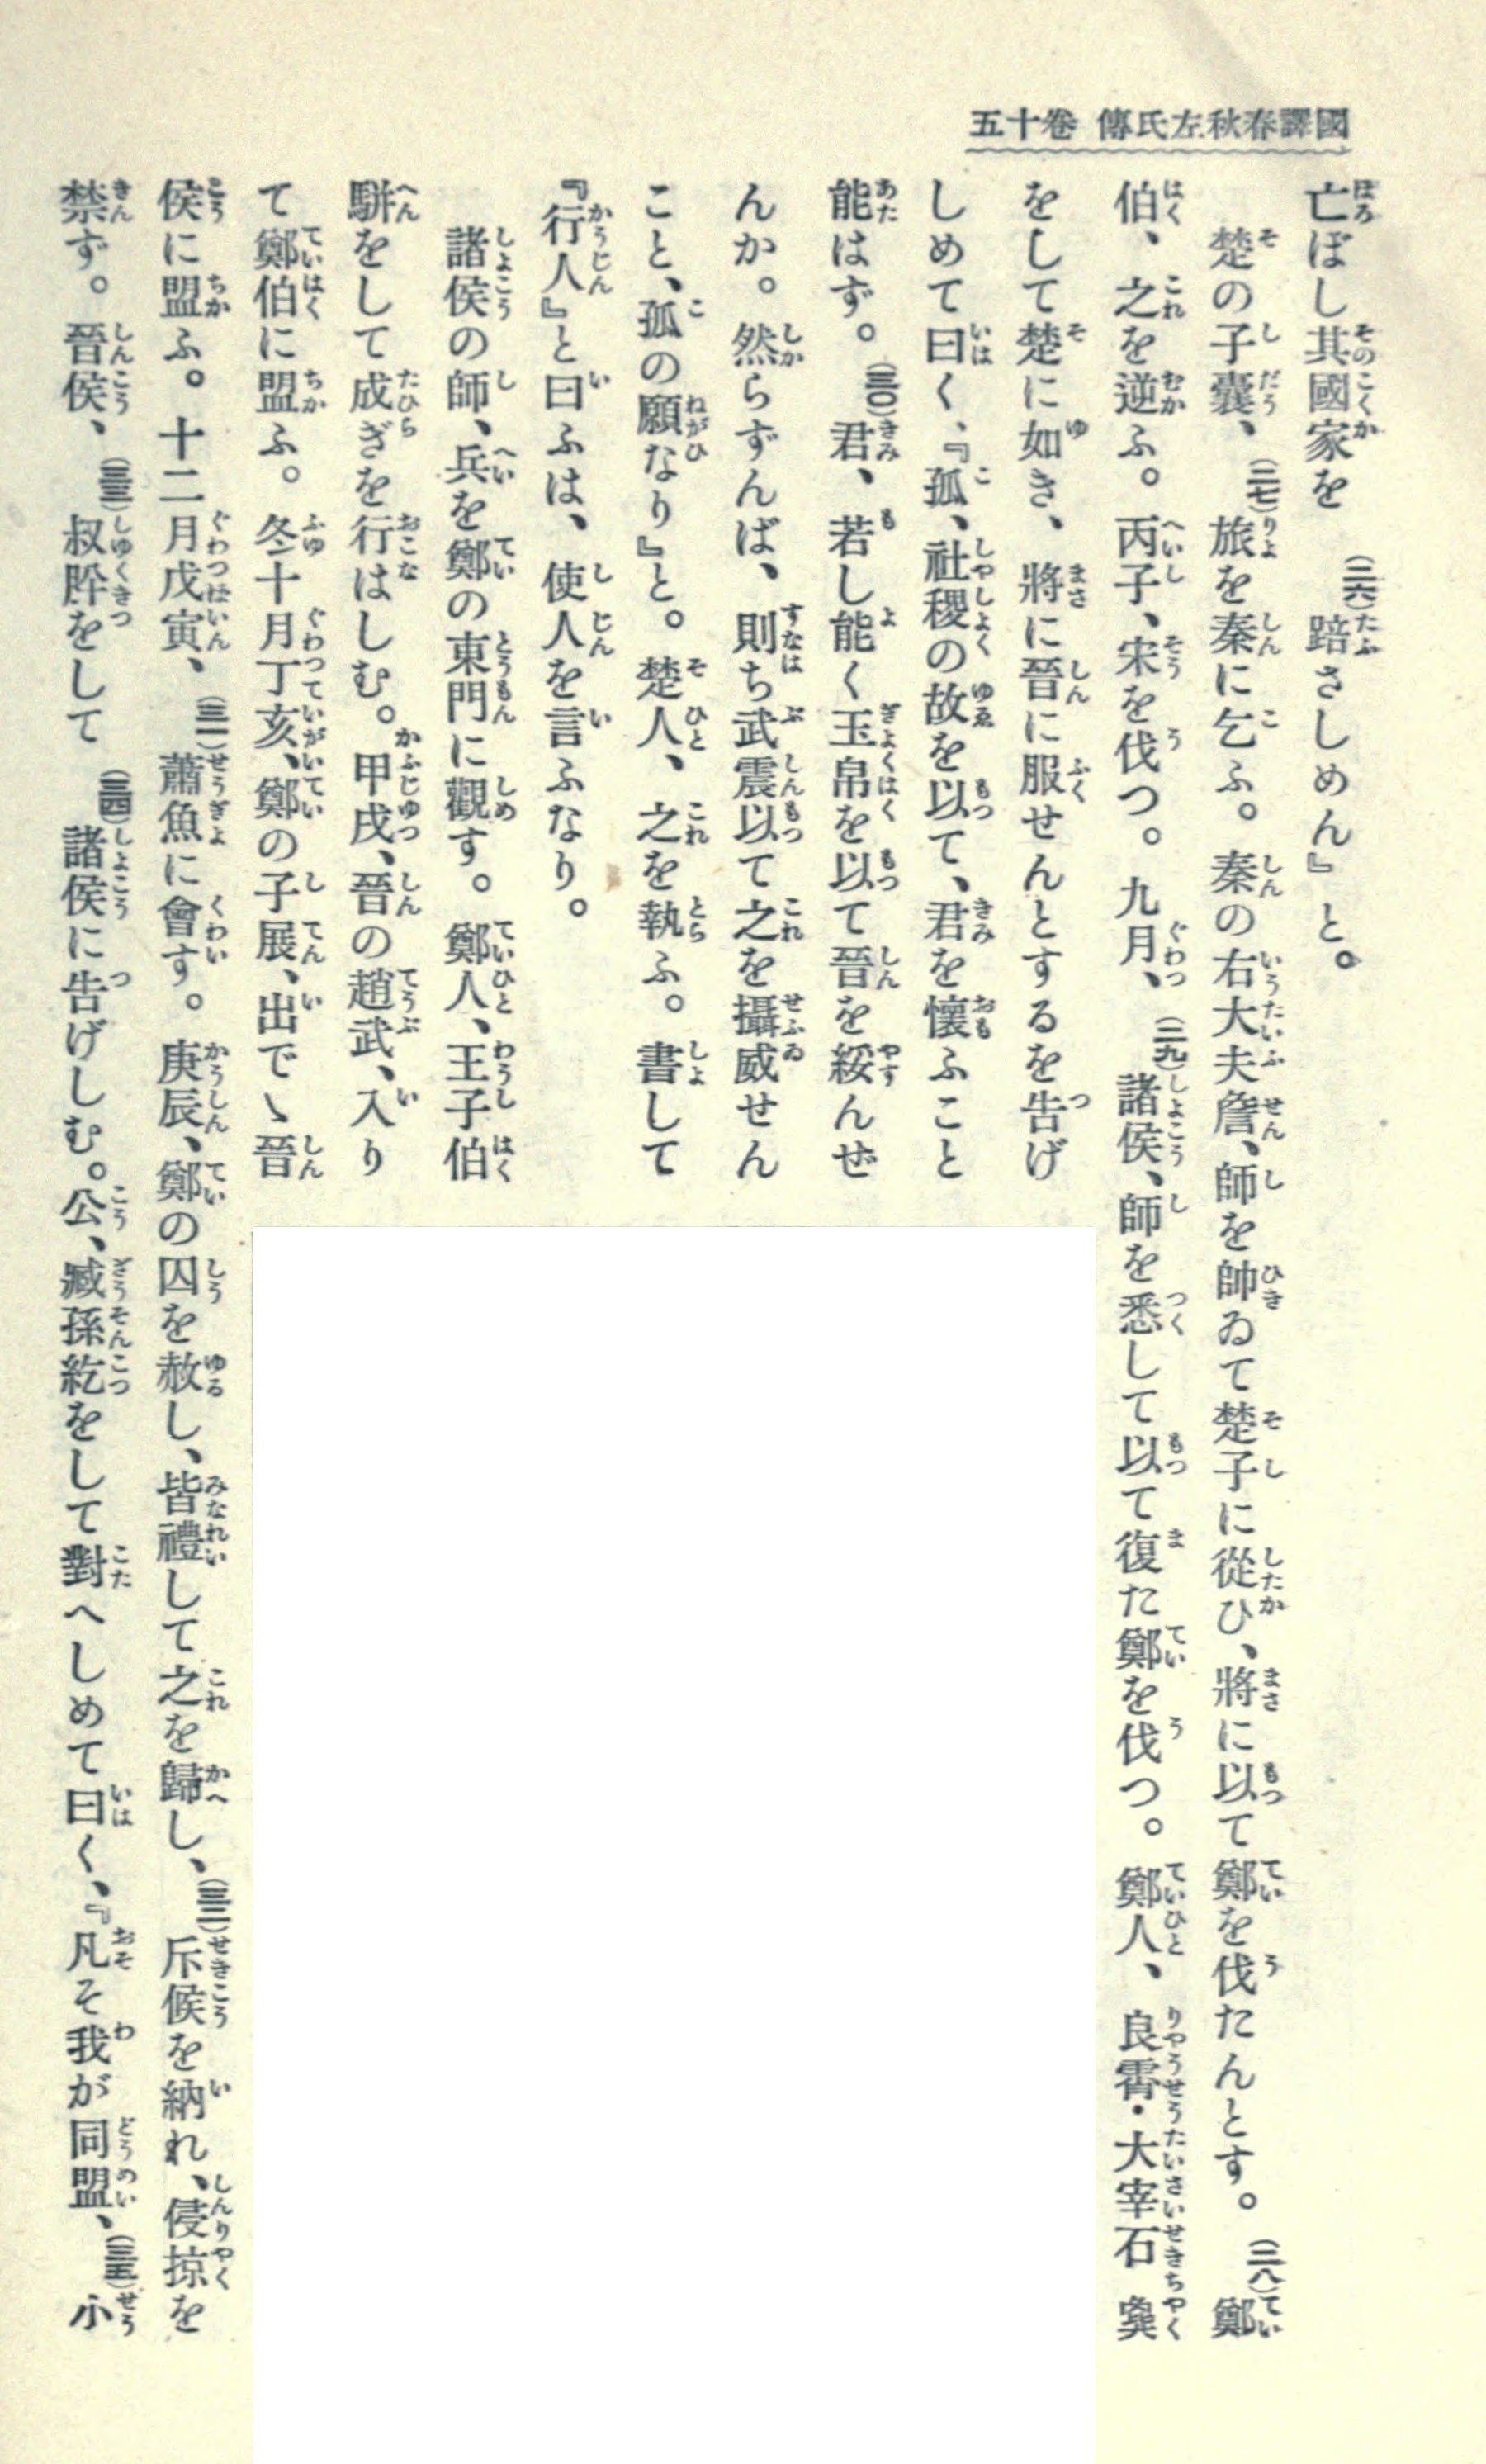 國譯春秋左氏傳 卷十五
亡ぼし其國家を(二六)踣さしめん』と。
楚の子囊、(二七)旅を秦に乞ふ。秦の右大夫詹、師を帥ゐて楚子に從ひ、將に以て鄭を伐たんとす。(二八)鄭
伯、之を逆ふ。丙子、宋を伐つ。九月、(二九)諸侯、師を悉して以て復た鄭を伐つ。鄭人、良霄・大宰石㚟
をして楚に如き、將に晉に服せんとするを告げ
しめて曰く、『孤、社稷の故を以て、君を懷ふこと
能はず。(三〇)君、若し能く玉帛を以て晉を綏んぜ
んか。然らずんば、則ち武震以て之を攝威せん
こと、孤の願なり』と。楚人、之を執ふ。書して
『行人』と曰ふは、使人を言ふなり。
諸侯の師、兵を鄭の東門に觀す。鄭人、王子伯
騈をして成ぎを行はしむ。甲戌、晉の趙武、入り
て鄭伯に盟ふ。冬十月丁亥、鄭の子展、出でゝ晉
侯に盟ふ。十二月戊寅、(三一)蕭魚に會す。庚辰、鄭の囚を赦し、皆禮して之を歸し、(三二)斥候を納れ、侵掠を
禁ず。晉侯、(三三)叔肸をして(三四)諸侯に告げしむ。公、臧孫紇をして對へしめて曰く、『凡そ我が同盟、(三五)小